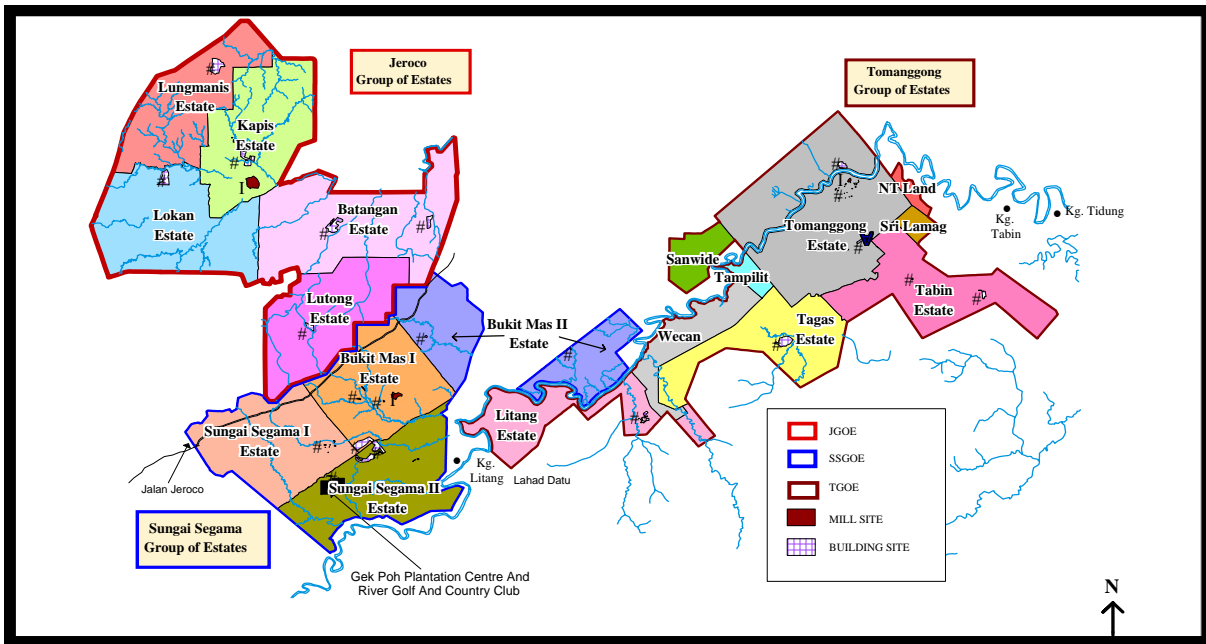 Jeroco
Group of Estates
Tomanggong
Group of Estates
Lungmanis
Estate
#
Kapis
Estate
#
I
#
Lokan
Estate
Batangan
Estate
#
#
Lutong
Estate
#
Bukit Mas II
Estate
#
#
Bukit Mas I
Estate
#
#
I
Sungai Segama I
Estate
#
#
Sungai Segama II
Estate
#
Jalan Jeroco
Sungai Segama
Group of Estates
Gek Poh Plantation Centre And
River Golf And Country Club
Kg.
Litang
Litang
Estate
#
Lahad Datu
Wecan
Sanwide
Tampilit
Tomanggong
Estate
#
#
I
#
NT Land
Sri Lamag
Kg.
Tabin
Kg. Tidung
Tabin
Estate
#
#
Tagas
Estate
#
JGOE
SSGOE
TGOE
MILL SITE
BUILDING SITE
N